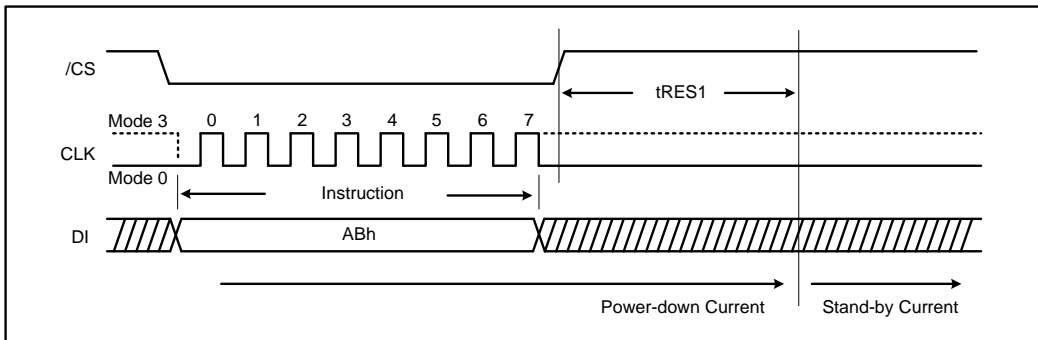 /CS
tRES1
Mode 3
0 1 2 3 4 5 6 7
CLK
Mode 0
Instruction
DI
ABh
Power-down Current
Stand-by Current